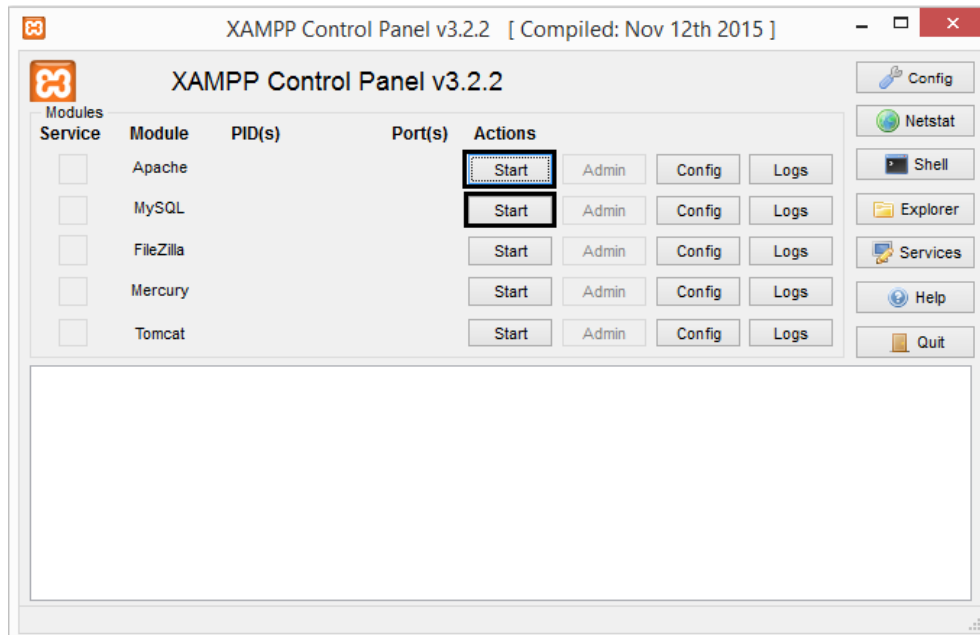 XAMPP Control Panel v3.2.2 [ Compiled: Nov 12th 2015 ]
XAMPP Control Panel v3.2.2
Config
Modules
Netstat
Service Module PID(s) Port(s) Actions
Apache Start Admin Config Logs
Shell
MySQL Start Admin Config Logs
Explorer
FileZilla Start Admin Config Logs
Services
Mercury Start Admin Config Logs
Help
Tomcat Start Admin Config Logs
Quit